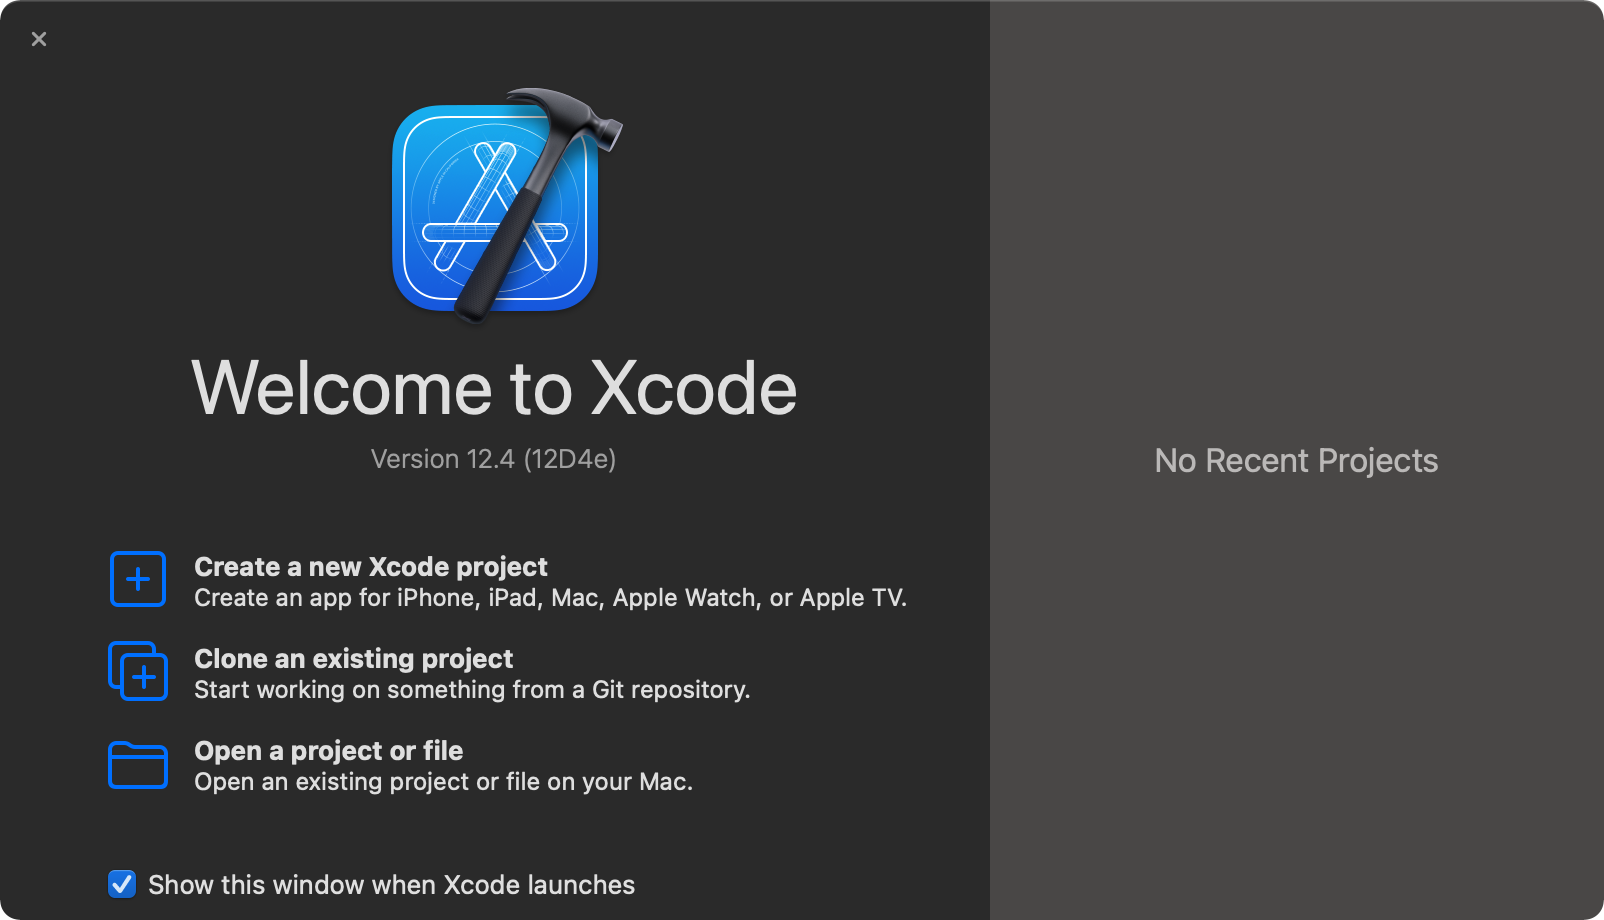 Welcome to Xcode
Version 12.4 (12D4e)
Create a new Xcode project
Create an app for iPhone, iPad, Mac, Apple Watch, or Apple TV.
Clone an existing project
Start working on something from a Git repository.
Open a project or file
Open an existing project or file on your Mac.
Show this window when Xcode launches
No Recent Projects